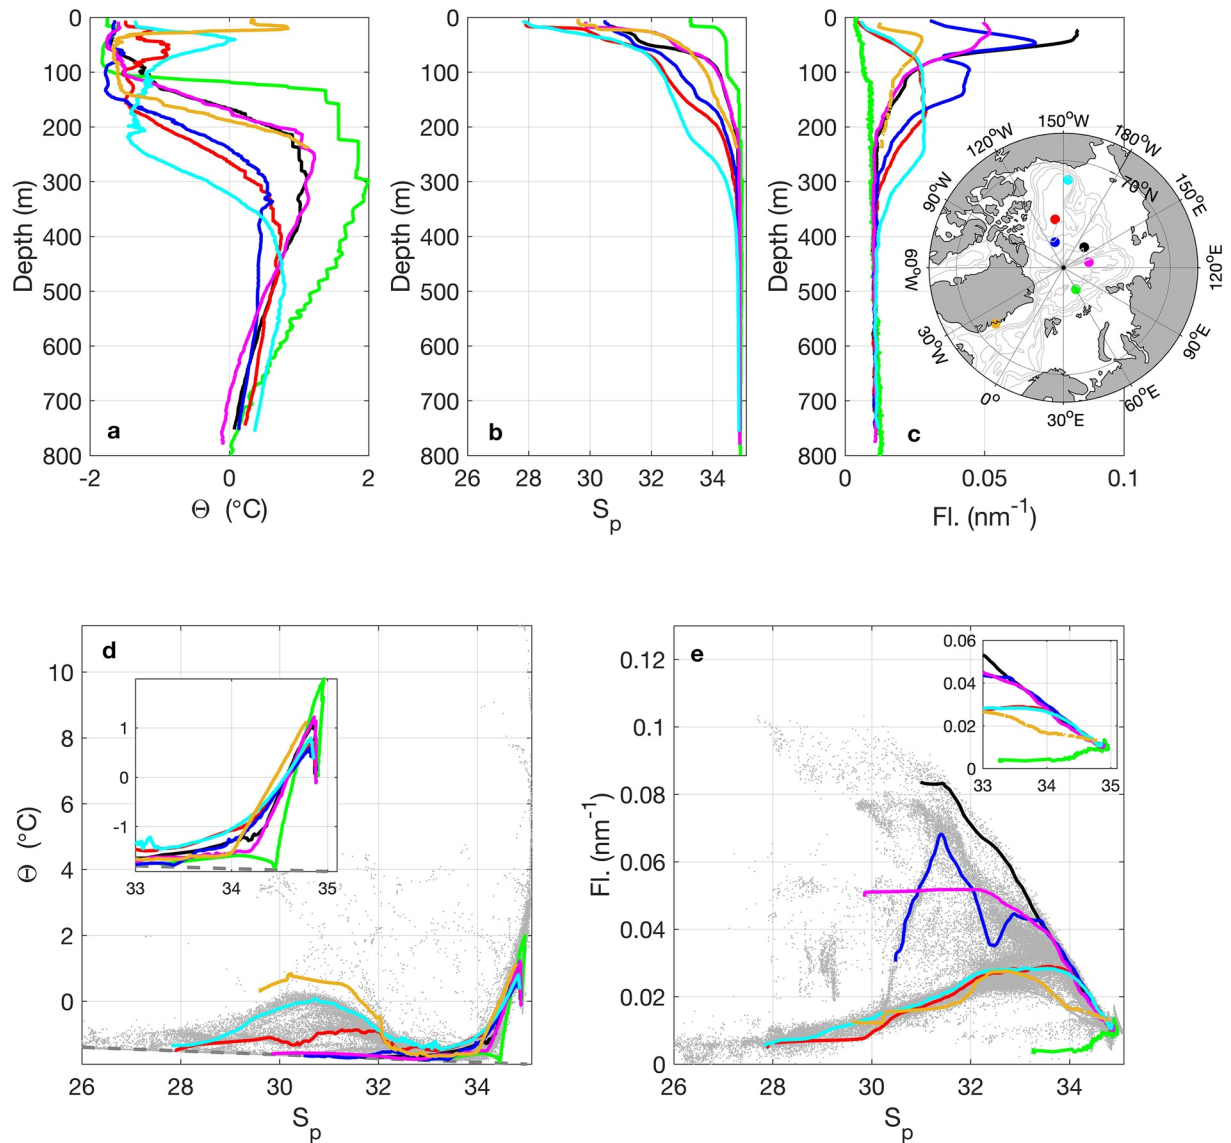 0
100
200
300
400
500
600
700
800
Depth (m)
a
-2
0
2
Θ (°C)
0
100
200
300
400
500
600
700
800
Depth (m)
b
26
28
30
32
34
S_p
0
100
200
300
400
500
600
700
800
Depth (m)
c
0
0.05
0.1
Fl. (nm⁻¹)
150°W
180°W
120°W
70°N
150°E
90°W
60°W
120°E
30°W
90°E
0°
60°E
30°E
10
8
6
4
2
0
Θ (°C)
d
1
0
-1
33
34
35
26
28
30
32
34
S_p
0.12
0.1
0.08
0.06
0.04
0.02
0
Fl. (nm⁻¹)
e
0.06
0.04
0.02
0
33
34
35
26
28
30
32
34
S_p